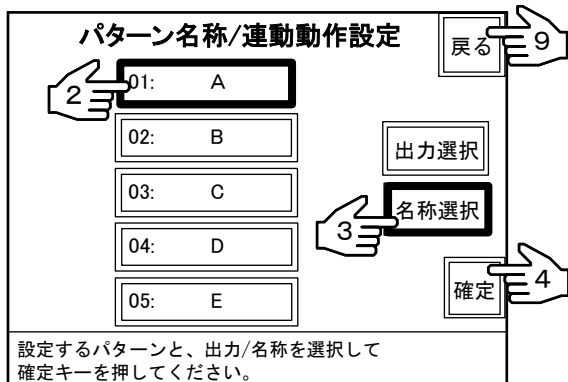 パターン名称/連動動作設定
戻る
9
2
01: A
02: B
出力選択
03: C
3
名称選択
04: D
確定
4
05: E
設定するパターンと、出力/名称を選択して
確定キーを押してください。